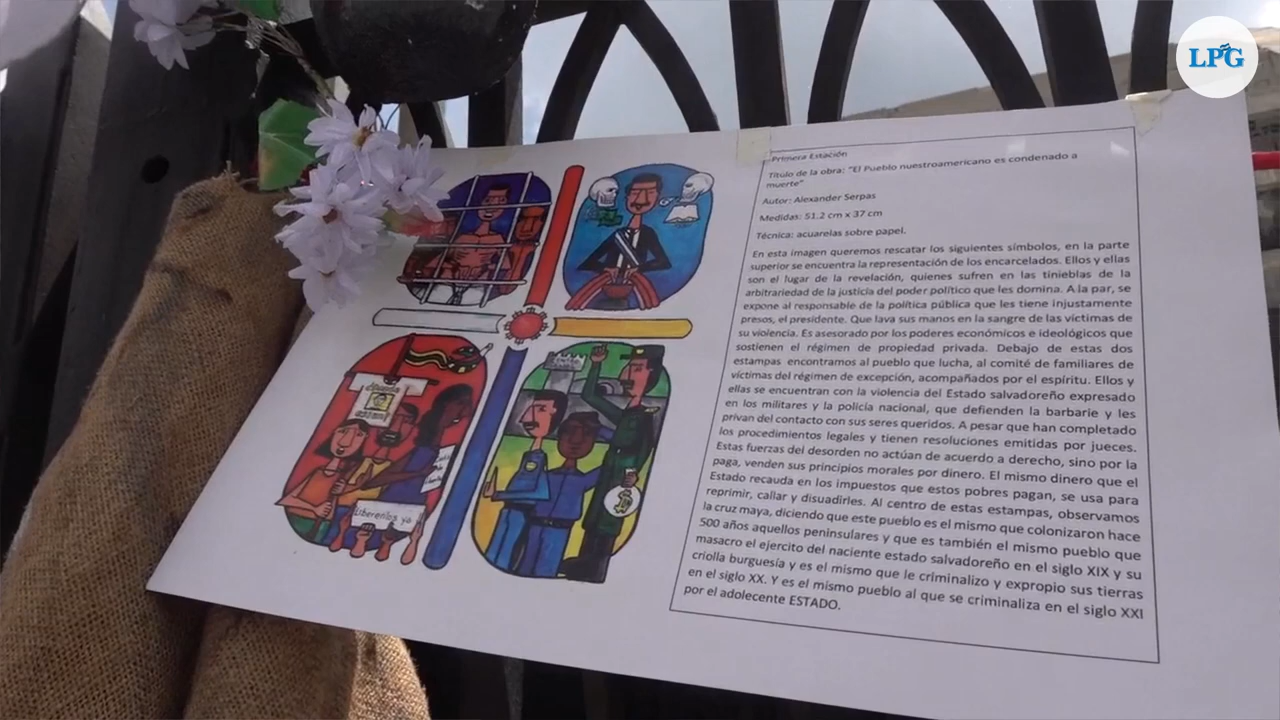 LPG
Primera Estación
Título de la obra: "El Pueblo nuestroamericano es condenado a
muerte"
Autor: Alexander Serpas
Medidas: 51.2 cm x 37 cm
Técnica: acuarelas sobre papel.
En esta imagen queremos rescatar los siguientes símbolos, en la parte
superior se encuentra la representación de los encarcelados. Ellos y ellas
son el lugar de la revelación, quienes sufren en las tinieblas de la
arbitrariedad de la justicia del poder político que les domina. A la par, se
expone al responsable de la política pública que les tiene injustamente
presos, el presidente. Que lava sus manos en la sangre de las víctimas de
su violencia. Es asesorado por los poderes económicos e ideológicos que
sostienen el régimen de propiedad privada. Debajo de estas dos
estampas encontramos al pueblo que lucha, al comité de familiares de
víctimas del régimen de excepción, acompañados por el espíritu. Ellos y
ellas se encuentran con la violencia del Estado salvadoreño expresado
en los militares y la policía nacional, que defienden la barbarie y les
privan del contacto con sus seres queridos. A pesar que han completado
los procedimientos legales y tienen resoluciones emitidas por jueces.
Estas fuerzas del desorden no actúan de acuerdo a derecho, sino por la
paga, venden sus principios morales por dinero. El mismo dinero que el
Estado recauda en los impuestos que estos pobres pagan, se usa para
reprimir, callar y disuadirles. Al centro de estas estampas, observamos
la cruz maya, diciendo que este pueblo es el mismo que colonizaron hace
500 años aquellos peninsulares y que es también el mismo pueblo que
masacro el ejercito del naciente estado salvadoreño en el siglo XIX y su
criolla burguesía y es el mismo que le criminalizo y expropio sus tierras
en el siglo XX. Y es el mismo pueblo al que se criminaliza en el siglo XXI
por el adolecente ESTADO.
Liberenlos ya